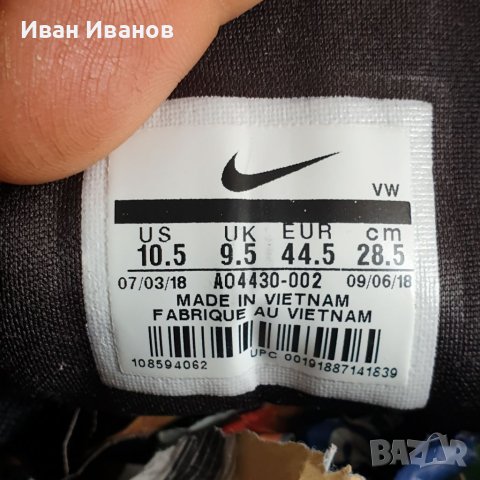 Иван Иванов
VW
US UK EUR cm
10.5 9.5 44.5 28.5
07/03/18 AO4430-002 09/06/18
MADE IN VIETNAM
FABRIQUE AU VIETNAM
108594062 UPC 00191887141839
BAZAR